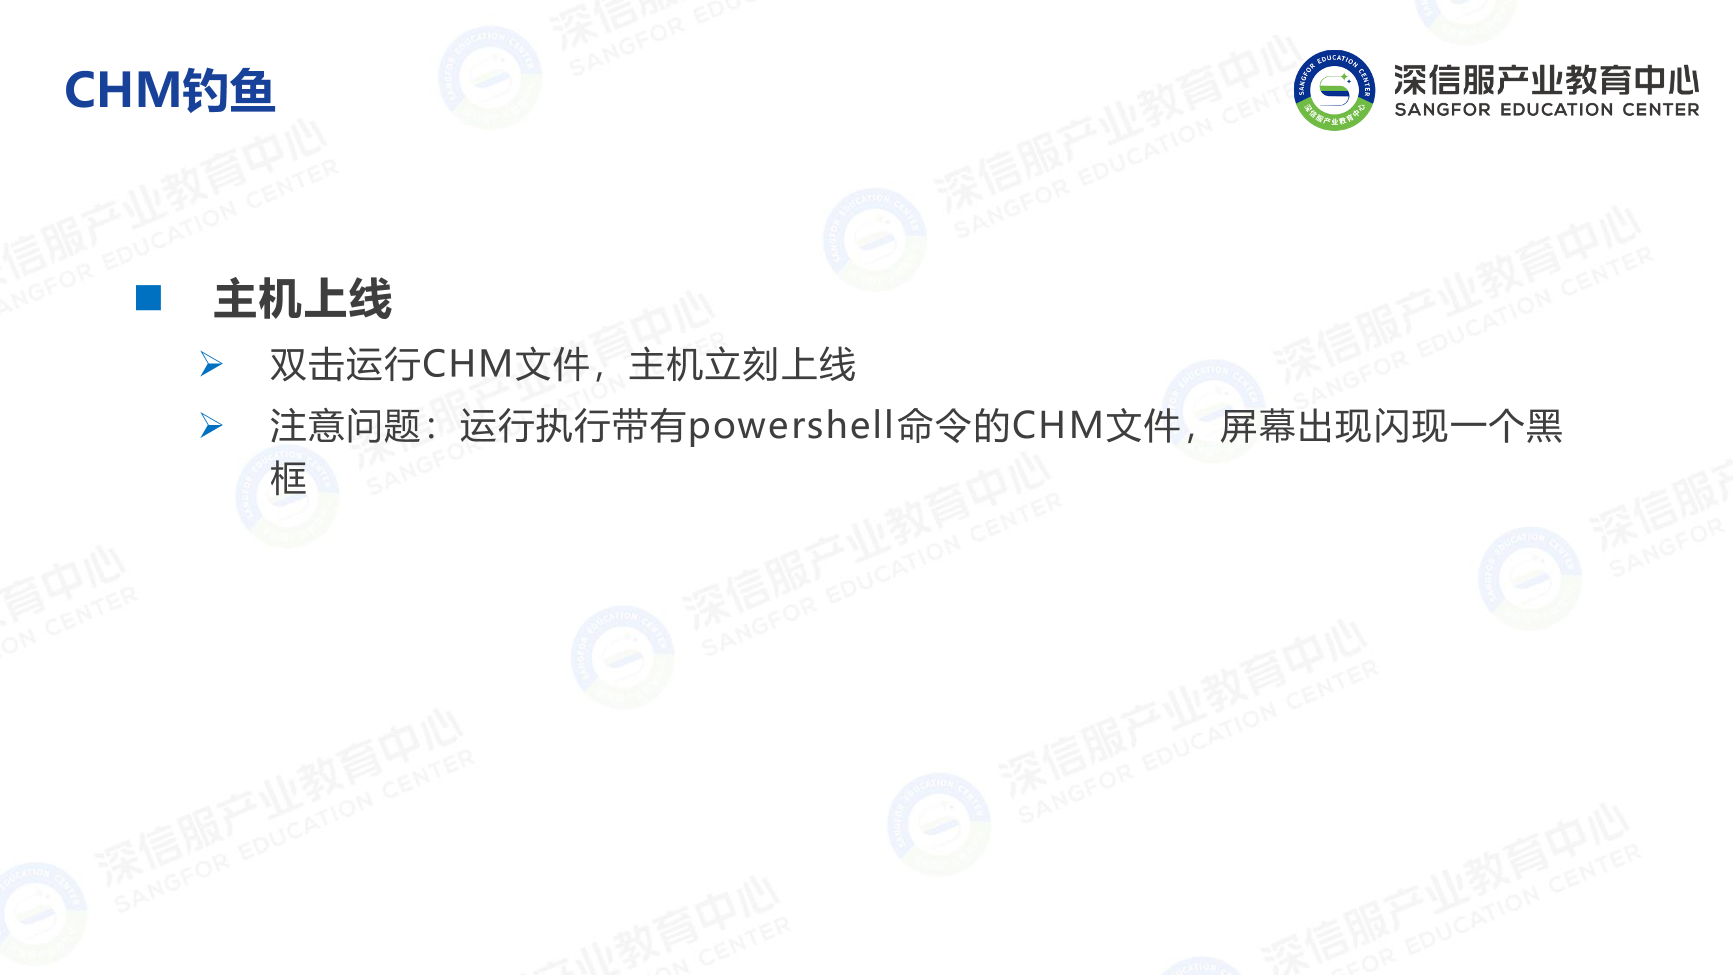 CHM钓鱼
深信服产业教育中心
SANGFOR EDUCATION CENTER
主机上线
双击运行CHM文件，主机立刻上线
注意问题：运行执行带有powershell命令的CHM文件，屏幕出现闪现一个黑
框